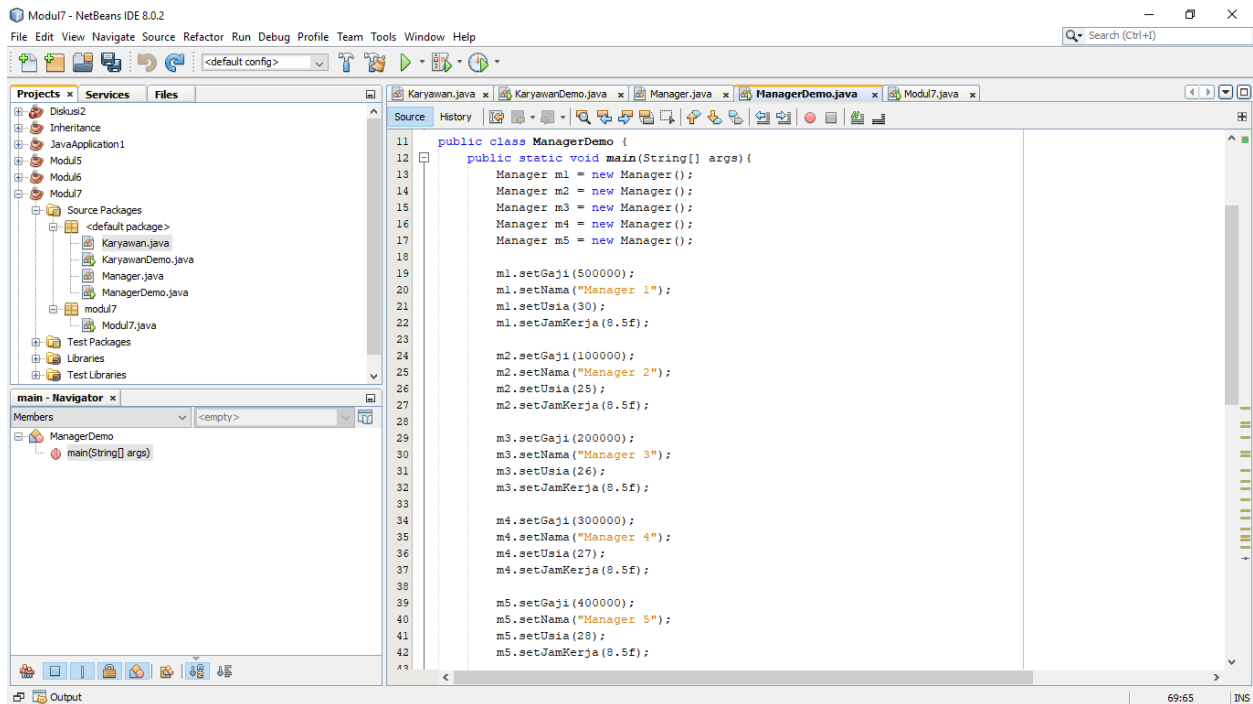 Modul7 - NetBeans IDE 8.0.2
File Edit View Navigate Source Refactor Run Debug Profile Team Tools Window Help
Search (Ctrl+I)
<default config>
Projects Services Files
Diskusi2
Inheritance
JavaApplication1
Modul5
Modul6
Modul7
Source Packages
<default package>
Karyawan.java
KaryawanDemo.java
Manager.java
ManagerDemo.java
modul7
Modul7.java
Test Packages
Libraries
Test Libraries
main - Navigator
Members <empty>
ManagerDemo
main(String[] args)
Karyawan.java KaryawanDemo.java Manager.java ManagerDemo.java Modul7.java
Source History
11 public class ManagerDemo {
12 public static void main(String[] args){
13 Manager m1 = new Manager();
14 Manager m2 = new Manager();
15 Manager m3 = new Manager();
16 Manager m4 = new Manager();
17 Manager m5 = new Manager();
18
19 m1.setGaji(500000);
20 m1.setNama("Manager 1");
21 m1.setUsia(30);
22 m1.setJamKerja(8.5f);
23
24 m2.setGaji(100000);
25 m2.setNama("Manager 2");
26 m2.setUsia(25);
27 m2.setJamKerja(8.5f);
28
29 m3.setGaji(200000);
30 m3.setNama("Manager 3");
31 m3.setUsia(26);
32 m3.setJamKerja(8.5f);
33
34 m4.setGaji(300000);
35 m4.setNama("Manager 4");
36 m4.setUsia(27);
37 m4.setJamKerja(8.5f);
38
39 m5.setGaji(400000);
40 m5.setNama("Manager 5");
41 m5.setUsia(28);
42 m5.setJamKerja(8.5f);
43
Output
69:65 INS